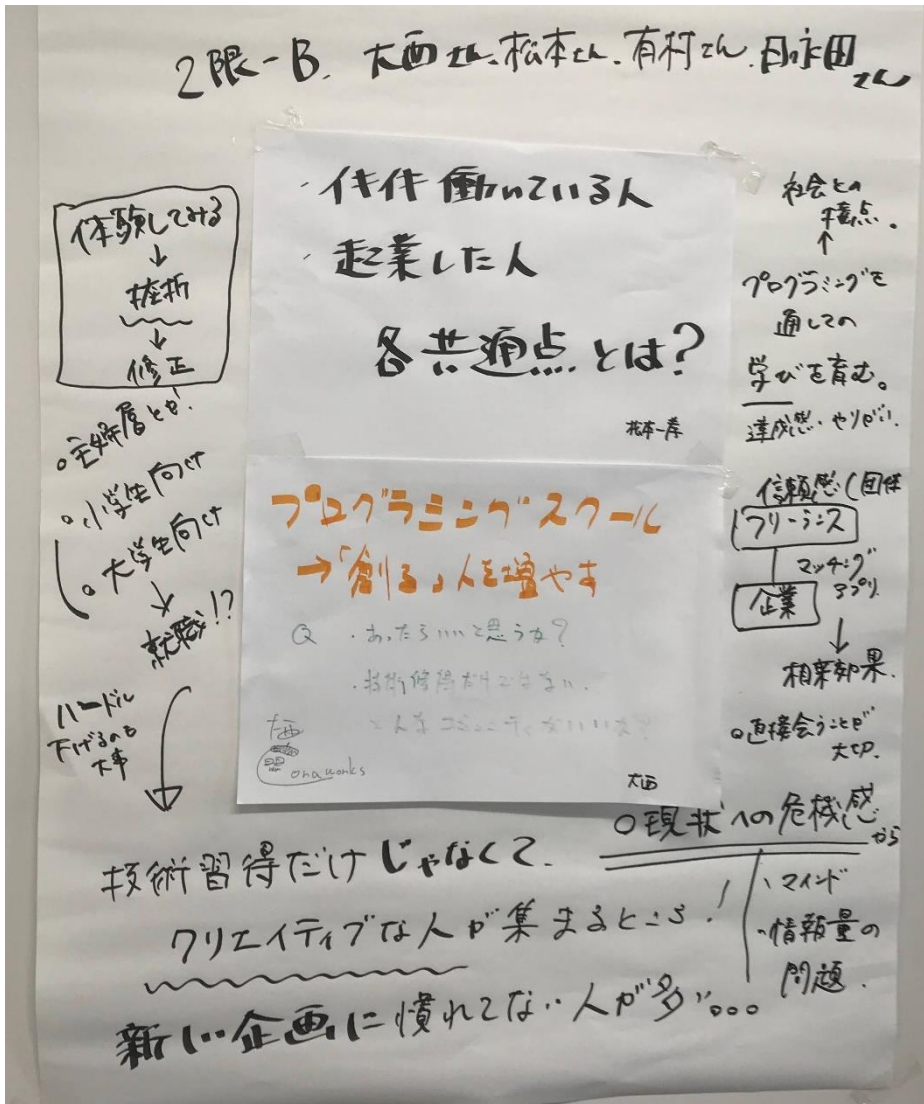 2限-B. 大西さん.松本さん.有村さん.日永田さん
体験してみる
↓
挫折
↓
修正
○主婦層とか!
○小学生向け
○大学生向け
↓
就職!?
ハードル
下げるのも
大事
・イキイキ働いている人
・起業した人
各共通点とは?
プログラミングスクール
→「創る」人を増やす
Q ・あったらいいと思うか?
・技術修得だけではない.
どんなコミュニティがいいか?
大西
onaworks
大西
社会との
接点.
↑
プログラミングを
通しての
学びを育む。
達成感・やりがい.
信頼感(団体
フリーランス
マッチング
アプリ
企業
↓
相乗効果.
○直接会うことが
大切.
○現状への危機感から
・マインド
・情報量の
問題.
技術習得だけじゃなくて.
クリエイティブな人が集まるところ!
新しい企画に慣れてない人が多い...